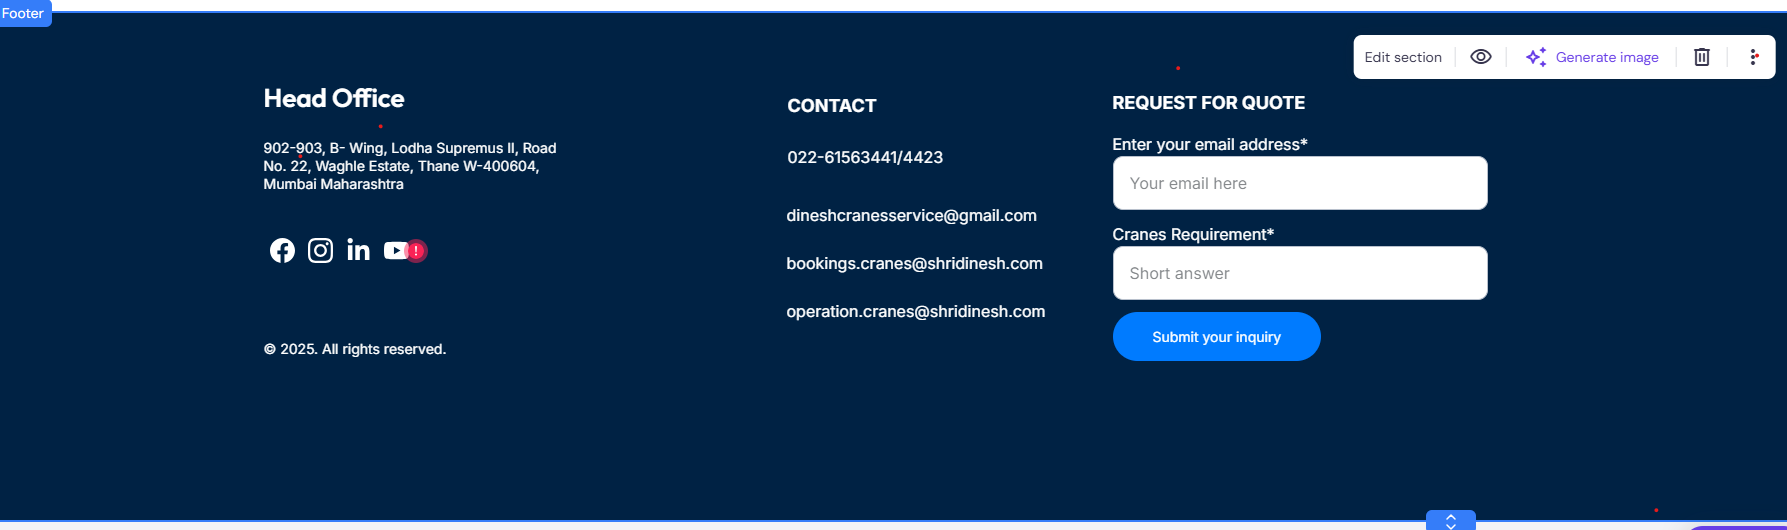 Footer
Edit section
Generate image
Head Office
902-903, B- Wing, Lodha Supremus II, Road
No. 22, Waghle Estate, Thane W-400604,
Mumbai Maharashtra
© 2025. All rights reserved.
CONTACT
022-61563441/4423
dineshcranesservice@gmail.com
bookings.cranes@shridinesh.com
operation.cranes@shridinesh.com
REQUEST FOR QUOTE
Enter your email address*
Your email here
Cranes Requirement*
Short answer
Submit your inquiry